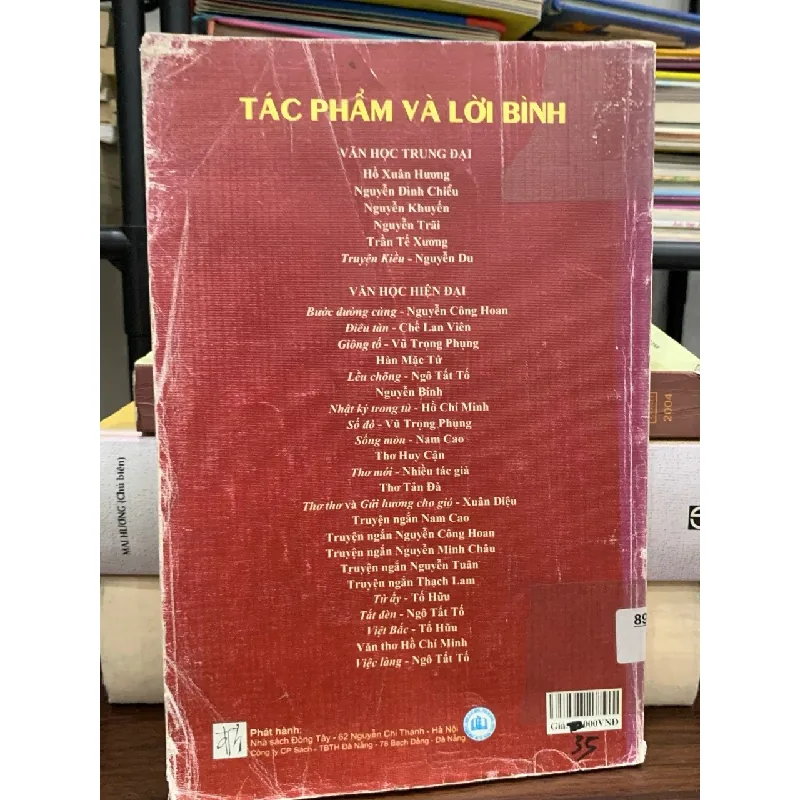 TÁC PHẨM VÀ LỜI BÌNH
VĂN HỌC TRUNG ĐẠI
Hồ Xuân Hương
Nguyễn Đình Chiểu
Nguyễn Khuyến
Nguyễn Trãi
Trần Tế Xương
Truyện Kiều - Nguyễn Du
VĂN HỌC HIỆN ĐẠI
Bước đường cùng - Nguyễn Công Hoan
Điêu tàn - Chế Lan Viên
Giông tố - Vũ Trọng Phụng
Hàn Mặc Tử
Lều chõng - Ngô Tất Tố
Nguyễn Bính
Nhật ký trong tù - Hồ Chí Minh
Số đỏ - Vũ Trọng Phụng
Sống mòn - Nam Cao
Thơ Huy Cận
Thơ mới - Nhiều tác giả
Thơ Tản Đà
Thơ thơ và Gửi hương cho gió - Xuân Diệu
Truyện ngắn Nam Cao
Truyện ngắn Nguyễn Công Hoan
Truyện ngắn Nguyễn Minh Châu
Truyện ngắn Nguyễn Tuân
Truyện ngắn Thạch Lam
Từ ấy - Tố Hữu
Tắt đèn - Ngô Tất Tố
Việt Bắc - Tố Hữu
Văn thơ Hồ Chí Minh
Việc làng - Ngô Tất Tố
Phát hành:
Nhà sách Đông Tây - 62 Nguyễn Chí Thanh - Hà Nội
Công ty CP Sách - TBTH Đà Nẵng - 78 Bạch Đằng - Đà Nẵng
Giá: 000VNĐ
35
89
MAI HƯƠNG (Chủ biên)
2004